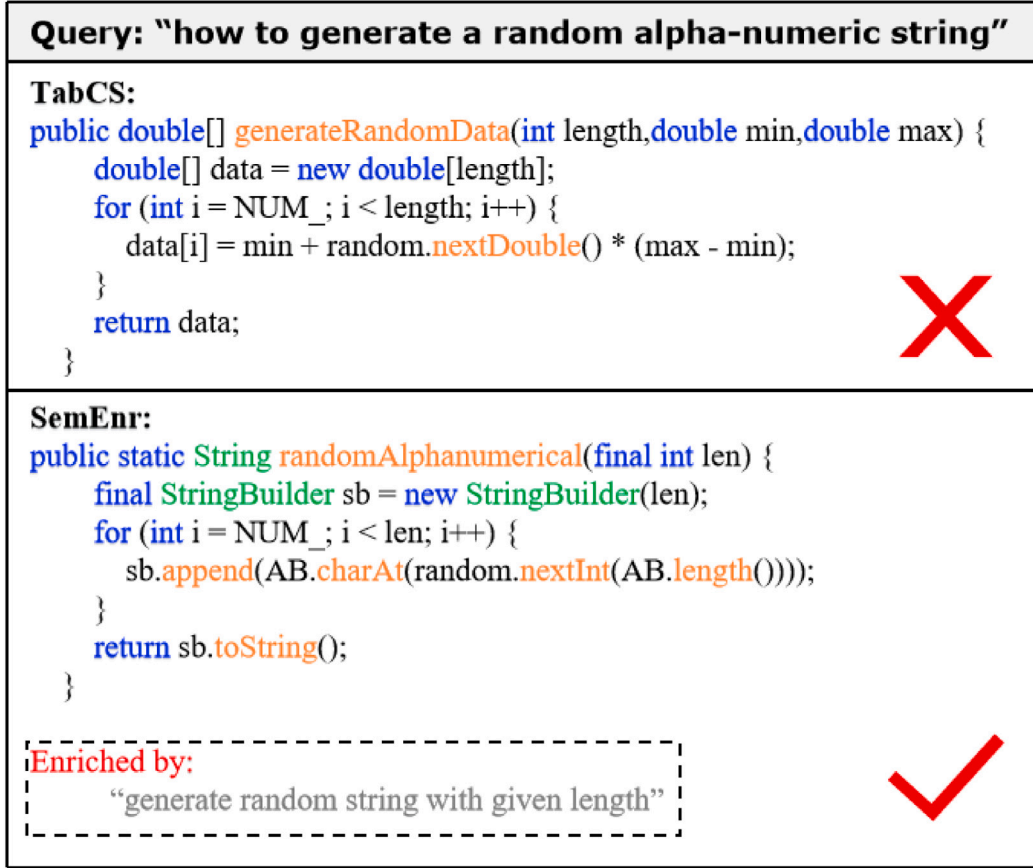 Query: “how to generate a random alpha-numeric string”
TabCS:
public double[] generateRandomData(int length,double min,double max) {
double[] data = new double[length];
for (int i = NUM_; i < length; i++) {
data[i] = min + random.nextDouble() * (max - min);
}
return data;
}
SemEnr:
public static String randomAlphanumerical(final int len) {
final StringBuilder sb = new StringBuilder(len);
for (int i = NUM_; i < len; i++) {
sb.append(AB.charAt(random.nextInt(AB.length())));
}
return sb.toString();
}
Enriched by:
“generate random string with given length”